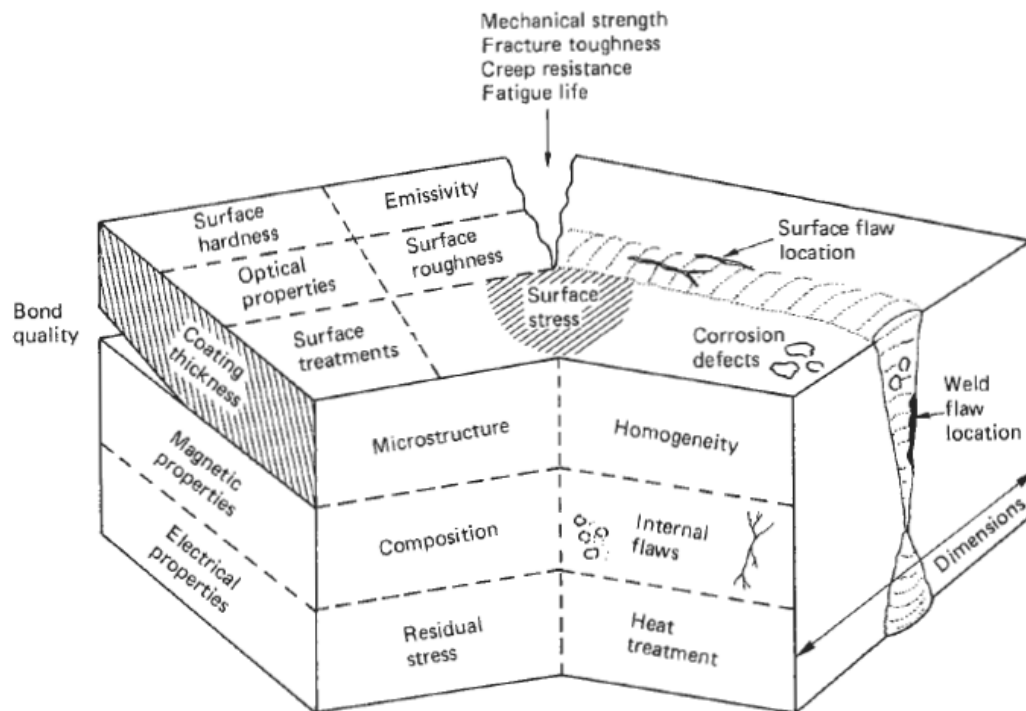 Mechanical strength
Fracture toughness
Creep resistance
Fatigue life
Emissivity
Surface
hardness
Surface
roughness
Optical
properties
Surface flaw
location
Surface
stress
Surface
treatments
Corrosion
defects
Bond
quality
Coating
thickness
Weld
flaw
location
Microstructure
Homogeneity
Magnetic
properties
Composition
Internal
flaws
Dimensions
Electrical
properties
Residual
stress
Heat
treatment